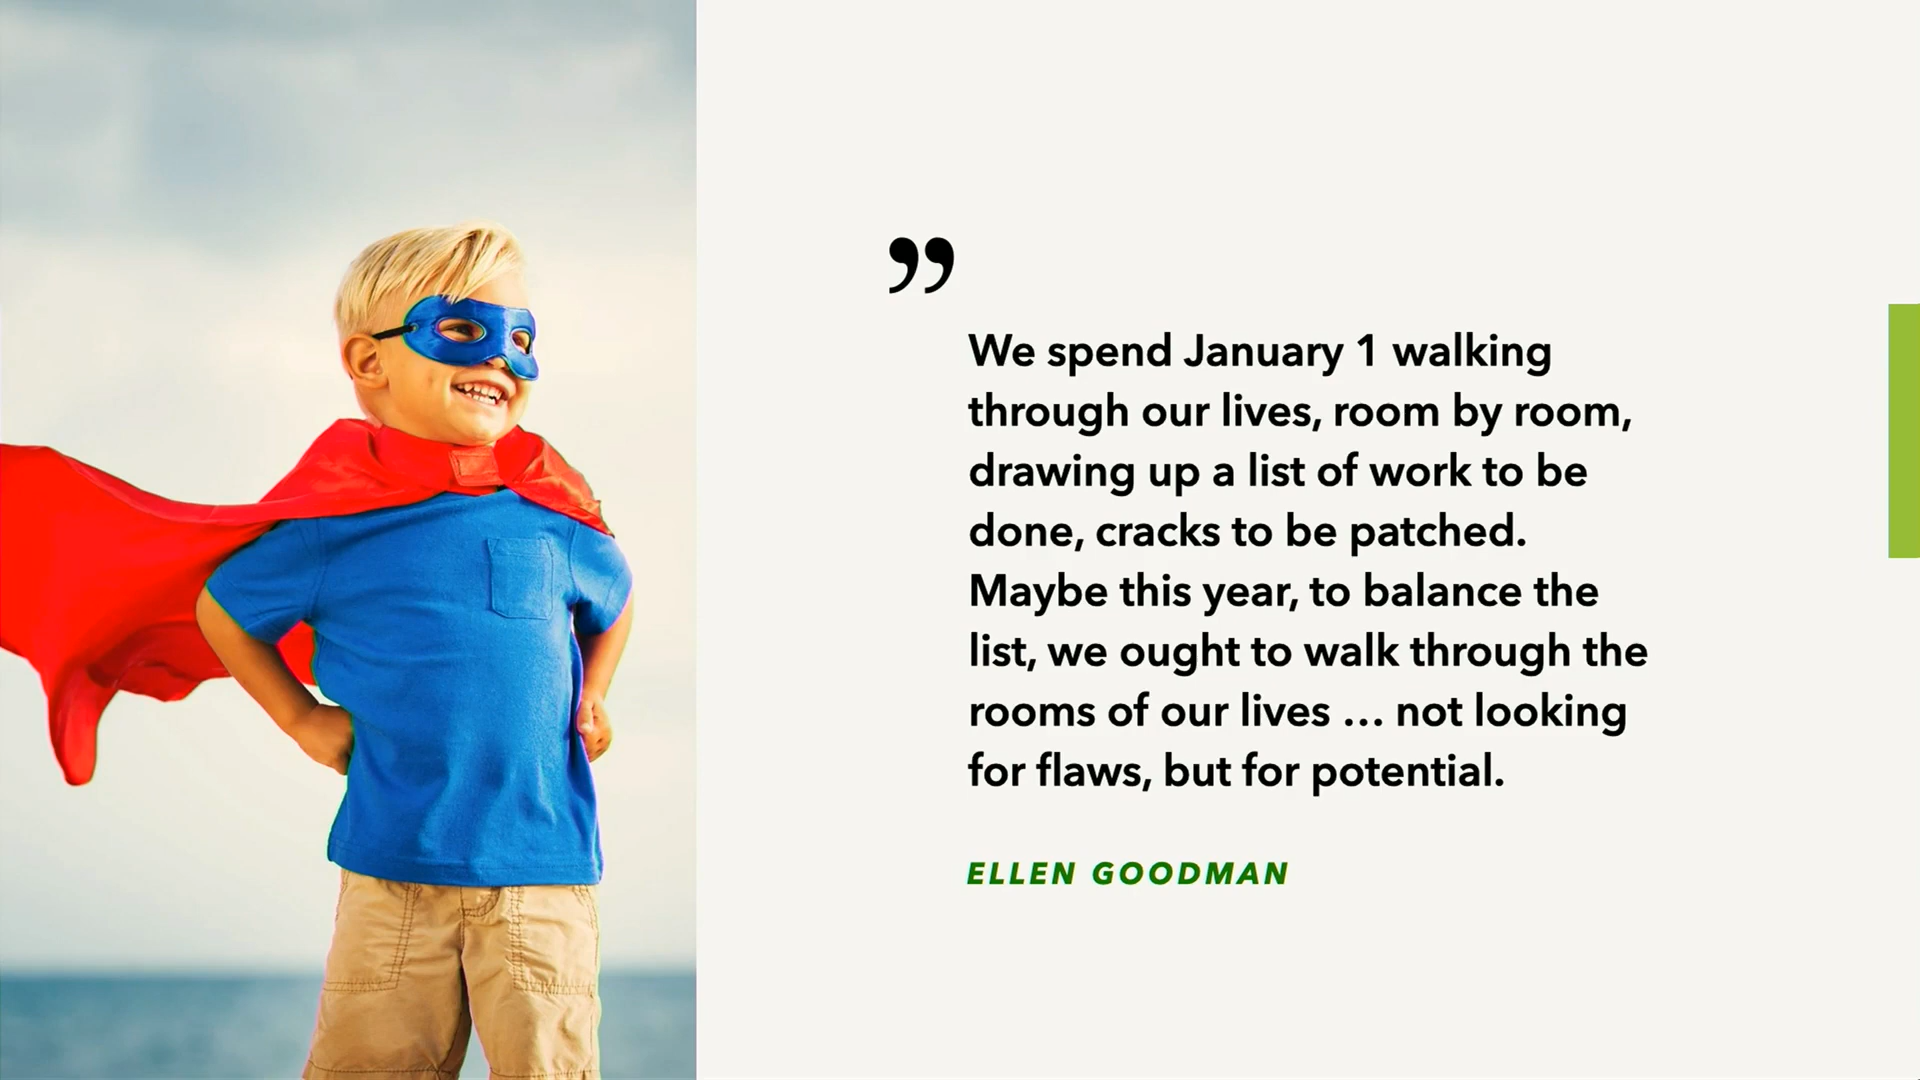 ”
We spend January 1 walking
through our lives, room by room,
drawing up a list of work to be
done, cracks to be patched.
Maybe this year, to balance the
list, we ought to walk through the
rooms of our lives … not looking
for flaws, but for potential.
ELLEN GOODMAN